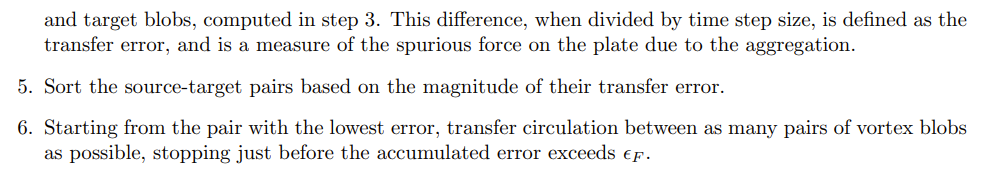 and target blobs, computed in step 3. This difference, when divided by time step size, is defined as the
transfer error, and is a measure of the spurious force on the plate due to the aggregation.
5. Sort the source-target pairs based on the magnitude of their transfer error.
6. Starting from the pair with the lowest error, transfer circulation between as many pairs of vortex blobs
as possible, stopping just before the accumulated error exceeds ϵ_F.